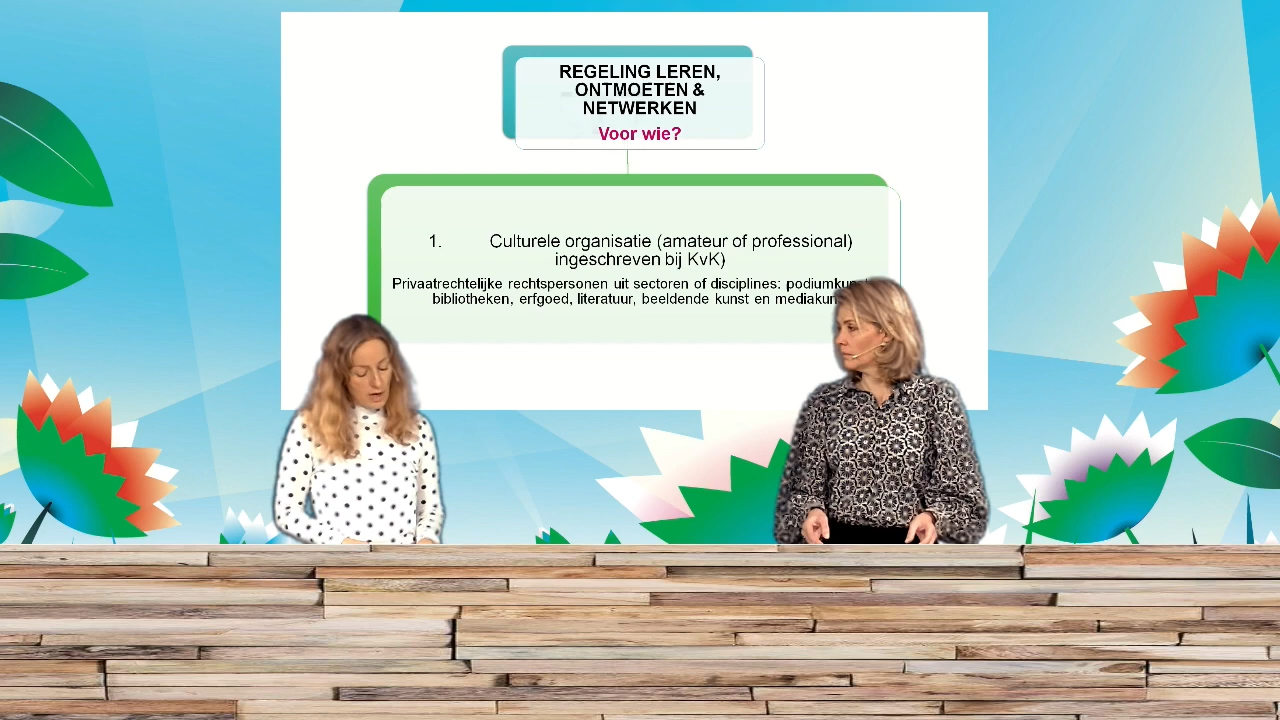 REGELING LEREN,
ONTMOETEN &
NETWERKEN
Voor wie?
1. Culturele organisatie (amateur of professional)
ingeschreven bij KvK)
Privaatrechtelijke rechtspersonen uit sectoren of disciplines:
bibliotheken, erfgoed, literatuur, beeldende kunst en